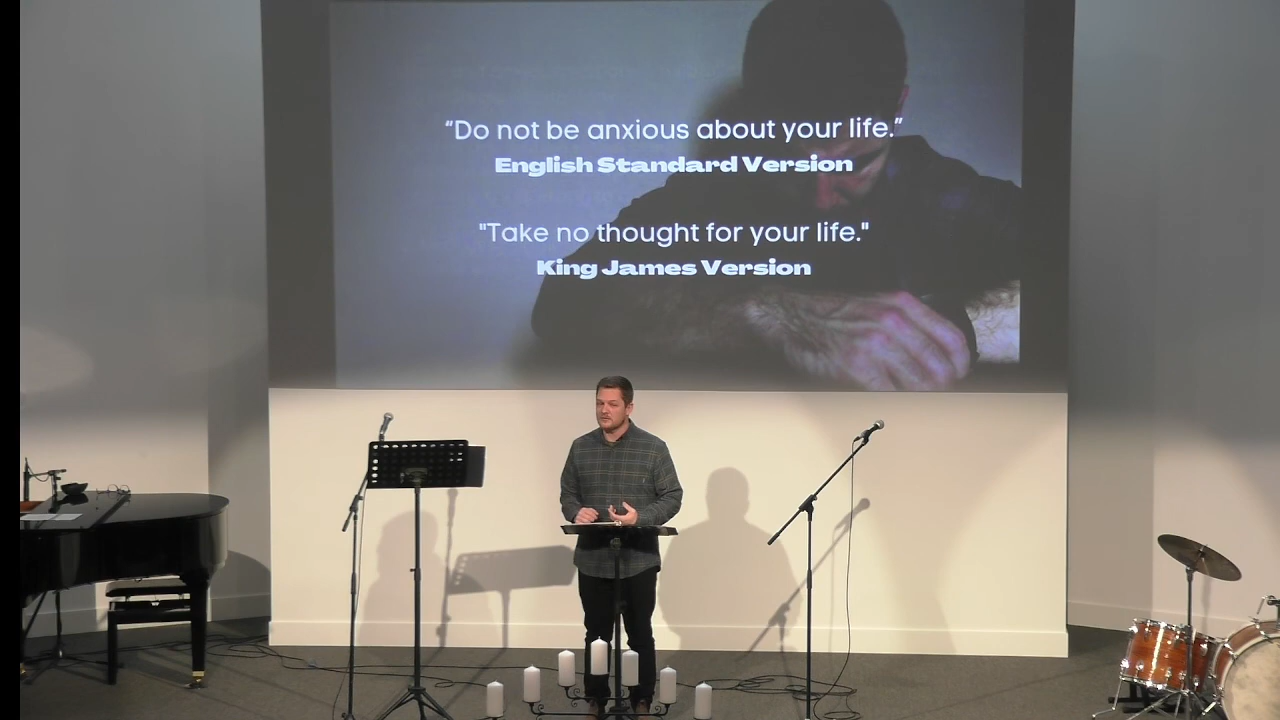 “Do not be anxious about your life.”
English Standard Version
"Take no thought for your life."
King James Version